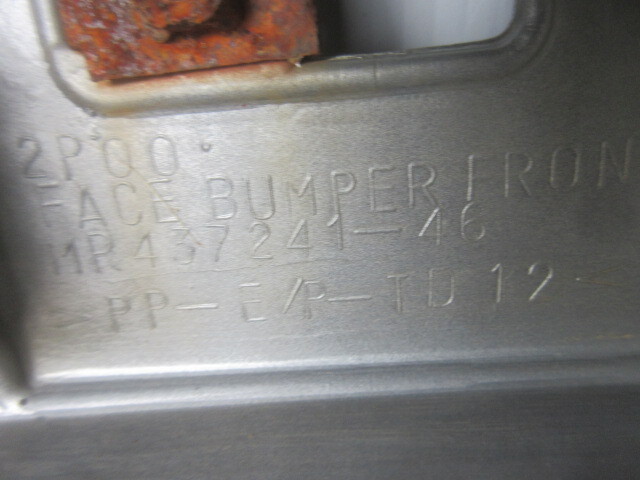 2P00
FACE BUMPER FRON
MR437241-46
>PP-E/P-TD12